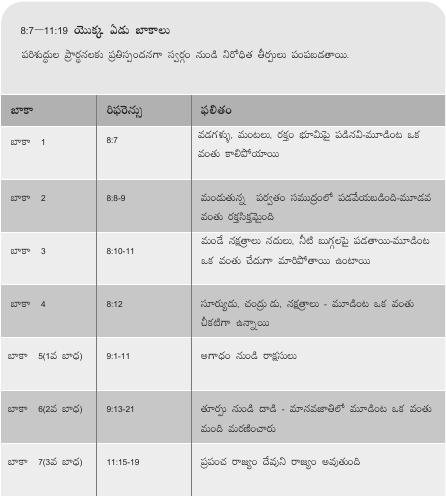 8:7—11:19 యొక్క ఏడు బాకాలు
పరిశుద్ధుల ప్రార్థనలకు ప్రతిస్పందనగా స్వర్గం నుండి నిరోధిత తీర్పులు పంపబడతాయి.
బాకా రిఫరెన్సు ఫలితం
బాకా 1 8:7 వడగళ్ళు, మంటలు, రక్తం భూమిపై పడినవి-మూడింట ఒక
వంతు కాలిపోయాయి
బాకా 2 8:8-9 మండుతున్న పర్వతం సముద్రంలో పడవేయబడింది-మూడవ
వంతు రక్తసిక్తమైంది
బాకా 3 8:10-11 మండే నక్షత్రాలు నదులు, నీటి బుగ్గలపై పడతాయి-మూడింట
ఒక వంతు చేదుగా మారిపోతాయి ఉంటాయి
బాకా 4 8:12 సూర్యుడు, చంద్రుడు, నక్షత్రాలు - మూడింట ఒక వంతు
చీకటిగా ఉన్నాయి
బాకా 5(1వ బాధ) 9:1-11 అగాధం నుండి రాక్షసులు
బాకా 6(2వ బాధ) 9:13-21 తూర్పు నుండి దాడి - మానవజాతిలో మూడింట ఒక వంతు
మంది మరణించారు
బాకా 7(3వ బాధ) 11:15-19 ప్రపంచ రాజ్యం దేవుని రాజ్యం అవుతుంది